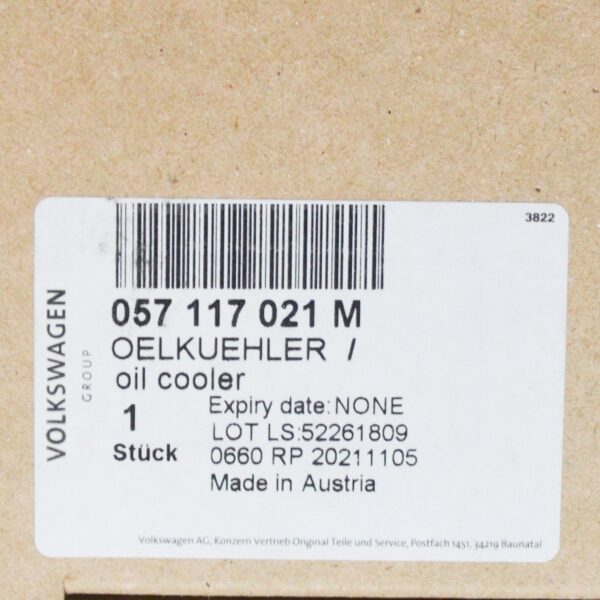 3822
VOLKSWAGEN
GROUP
057 117 021 M
OELKUEHLER /
oil cooler
1
Stück
Expiry date:NONE
LOT LS:52261809
0660 RP 20211105
Made in Austria
Volkswagen AG, Konzern Vertrieb Original Teile und Service, Postfach 1451, 34219 Baunatal